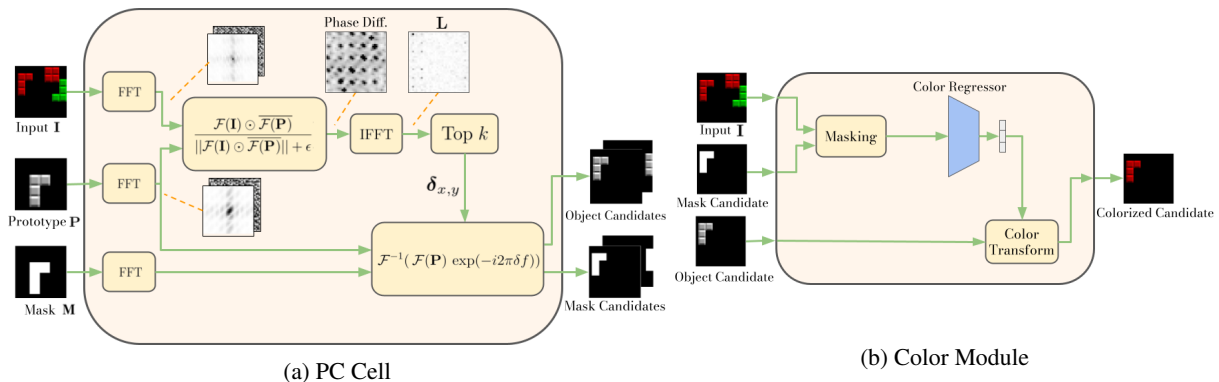 Phase Diff.
L
FFT
Input I
F(I) ⊙ F̅(̅P̅)̅
||F(I) ⊙ F̅(̅P̅)̅|| + ϵ
IFFT
Top k
FFT
Prototype P
δx,y
Object Candidates
FFT
F⁻¹( F(P) exp(−i2πδf))
Mask M
Mask Candidates
(a) PC Cell
Color Regressor
Input I
Masking
Mask Candidate
Colorized Candidate
Color
Transform
Object Candidate
(b) Color Module